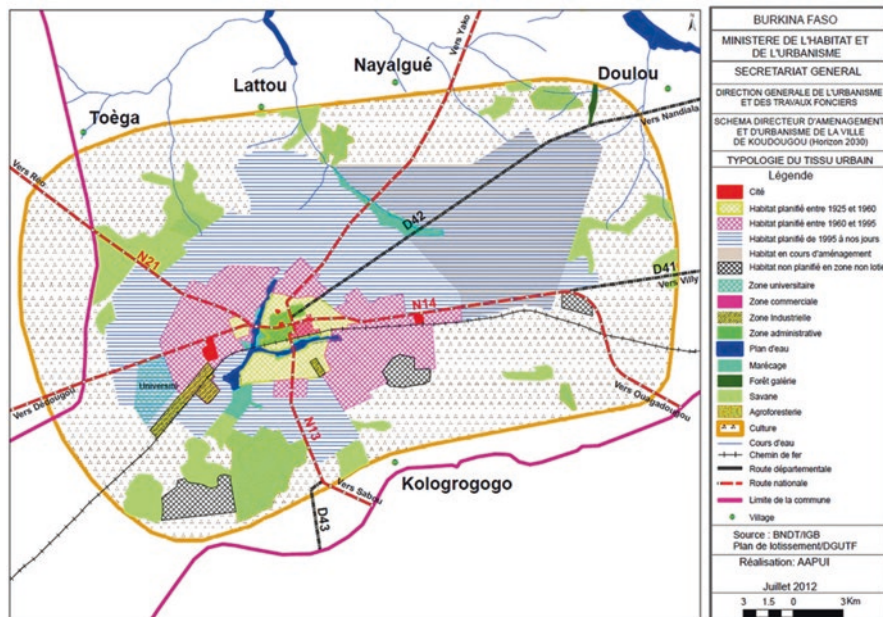 Vers Yako
Nayalgué
Doulou
Lattou
Toèga
Vers Nandiala
Vers Réo
D42
N21
D41
Vers Villy
N14
Université
Vers Dédougou
Vers Ouagadougou
N13
Kologrogogo
Vers Sabou
D43
N
BURKINA FASO
MINISTERE DE L'HABITAT ET
DE L'URBANISME
SECRETARIAT GENERAL
DIRECTION GENERALE DE L'URBANISME
ET DES TRAVAUX FONCIERS
SCHEMA DIRECTEUR D'AMENAGEMENT
ET D'URBANISME DE LA VILLE
DE KOUDOUGOU (Horizon 2030)
TYPOLOGIE DU TISSU URBAIN
Légende
Cité
Habitat planifié entre 1925 et 1960
Habitat planifié entre 1960 et 1995
Habitat planifié de 1995 à nos jours
Habitat en cours d'aménagement
Habitat non planifié en zone non lotie
Zone universitaire
Zone commerciale
Zone Industrielle
Zone administrative
Plan d'eau
Marécage
Forêt galérie
Savane
Agroforesterie
Culture
Cours d'eau
Chemin de fer
Route départementale
Route nationale
Limite de la commune
Village
Source : BNDT/IGB
Plan de lotissement/DGUTF
Réalisation: AAPUI
Juillet 2012
3 1.5 0 3 Km